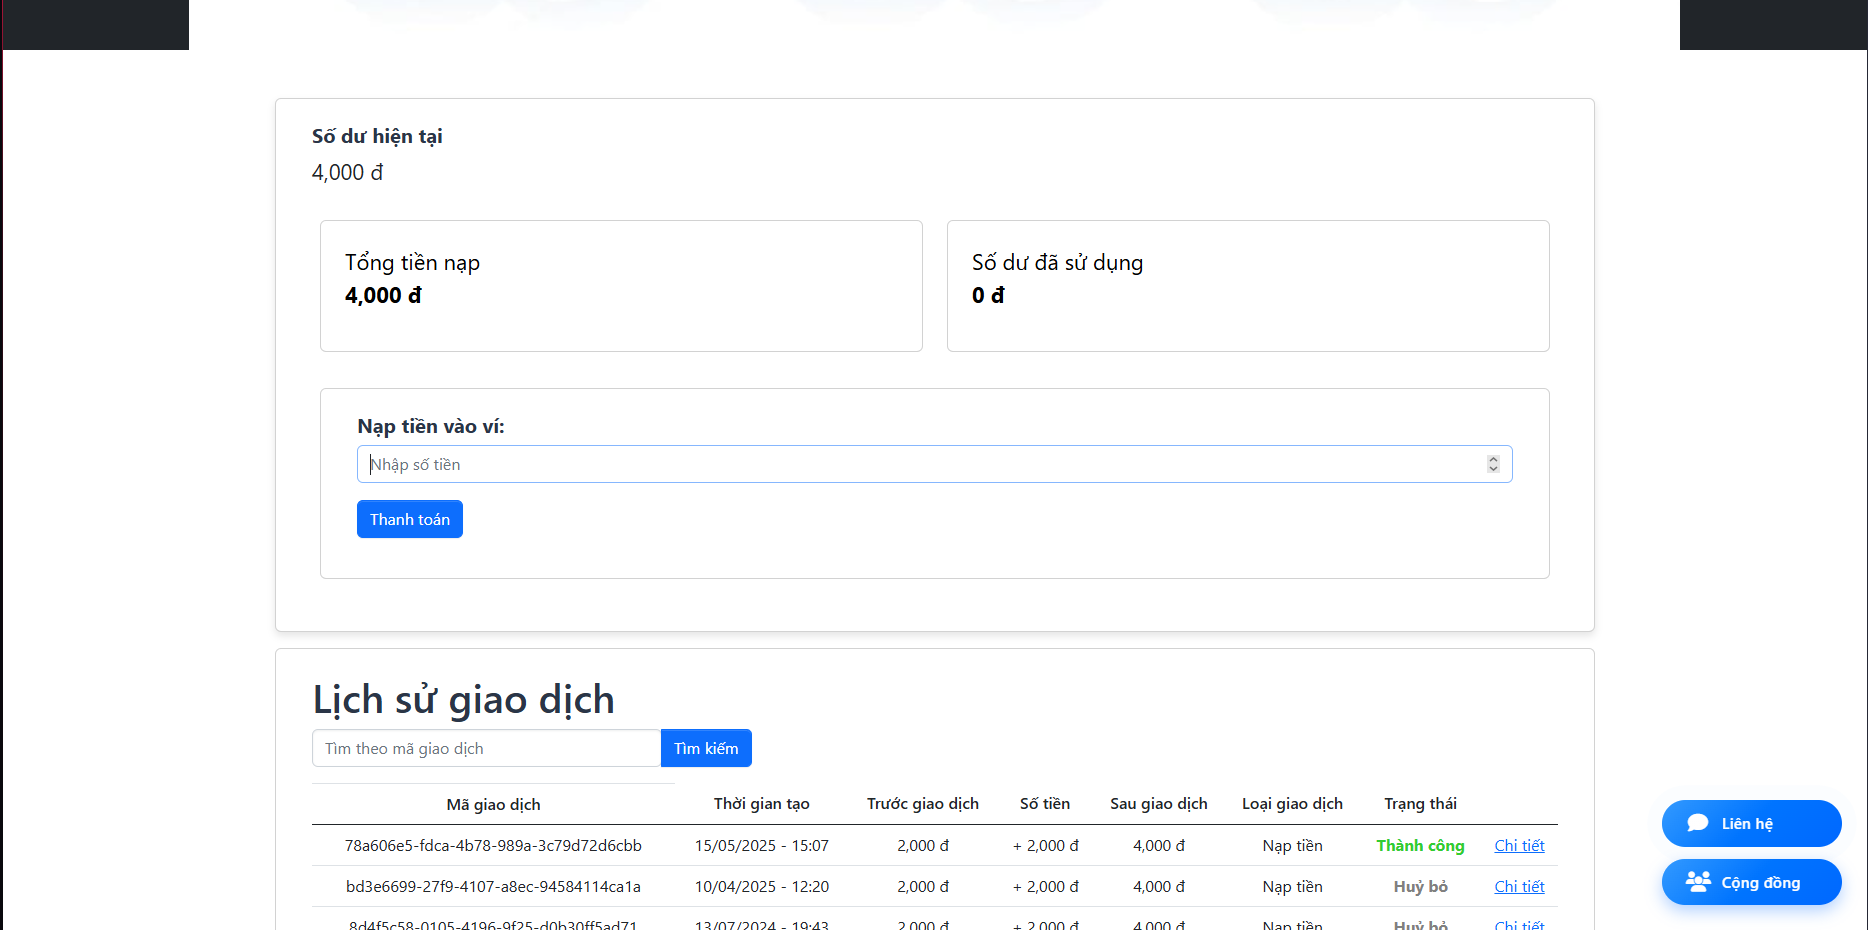 Số dư hiện tại
4,000 đ
Tổng tiền nạp
4,000 đ
Số dư đã sử dụng
0 đ
Nạp tiền vào ví:
Nhập số tiền
Thanh toán
Lịch sử giao dịch
Tìm theo mã giao dịch Tìm kiếm
Mã giao dịch Thời gian tạo Trước giao dịch Số tiền Sau giao dịch Loại giao dịch Trạng thái
78a606e5-fdca-4b78-989a-3c79d72d6cbb 15/05/2025 - 15:07 2,000 đ + 2,000 đ 4,000 đ Nạp tiền Thành công Chi tiết
bd3e6699-27f9-4107-a8ec-94584114ca1a 10/04/2025 - 12:20 2,000 đ + 2,000 đ 4,000 đ Nạp tiền Huỷ bỏ Chi tiết
8d4f5c58-0105-4196-9f25-d0b30ff5ad71 13/07/2024 - 19:43 2,000 đ + 2,000 đ 4,000 đ Nạp tiền Huỷ bỏ Chi tiết
Liên hệ
Cộng đồng